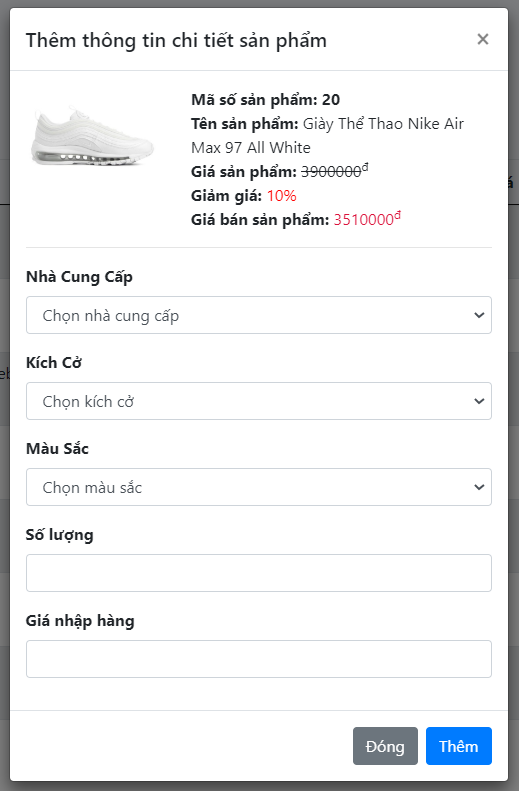 Thêm thông tin chi tiết sản phẩm
×
Mã số sản phẩm: 20
Tên sản phẩm: Giày Thể Thao Nike Air
Max 97 All White
Giá sản phẩm: 3900000đ
Giảm giá: 10%
Giá bán sản phẩm: 3510000đ
Nhà Cung Cấp
Chọn nhà cung cấp
Kích Cở
Chọn kích cở
Màu Sắc
Chọn màu sắc
Số lượng
Giá nhập hàng
Đóng
Thêm